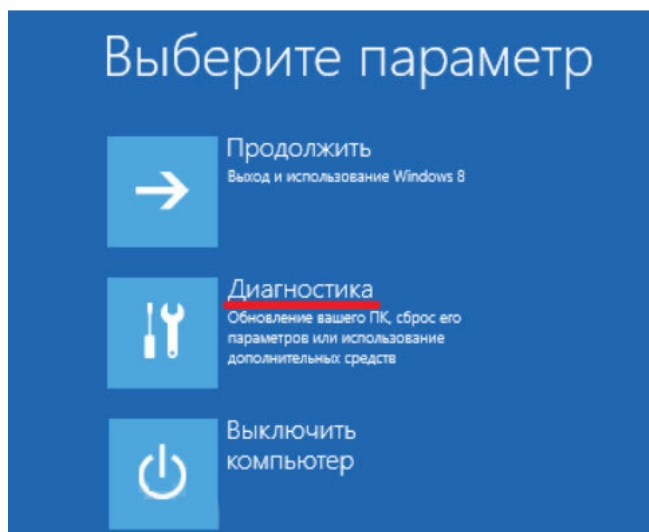 Выберите параметр
Продолжить
Выход и использование Windows 8
Диагностика
Обновление вашего ПК, сброс его
параметров или использование
дополнительных средств
Выключить
компьютер